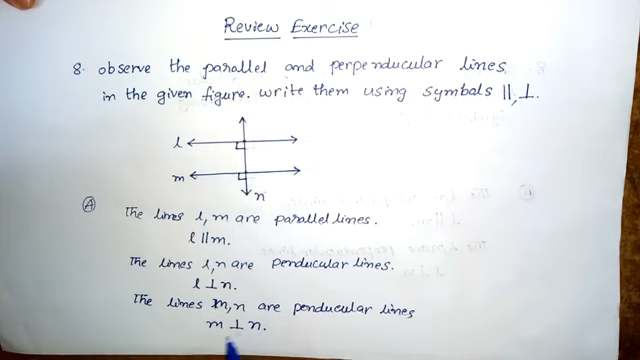 Review Exercise
8. observe the parallel and perpenducular lines
in the given figure. write them using symbols ||, ⊥.
l
m
n
A
The lines l, m are parallel lines.
l || m.
The lines l, n are penducular lines.
l ⊥ n.
The lines m, n are penducular lines
m ⊥ n.